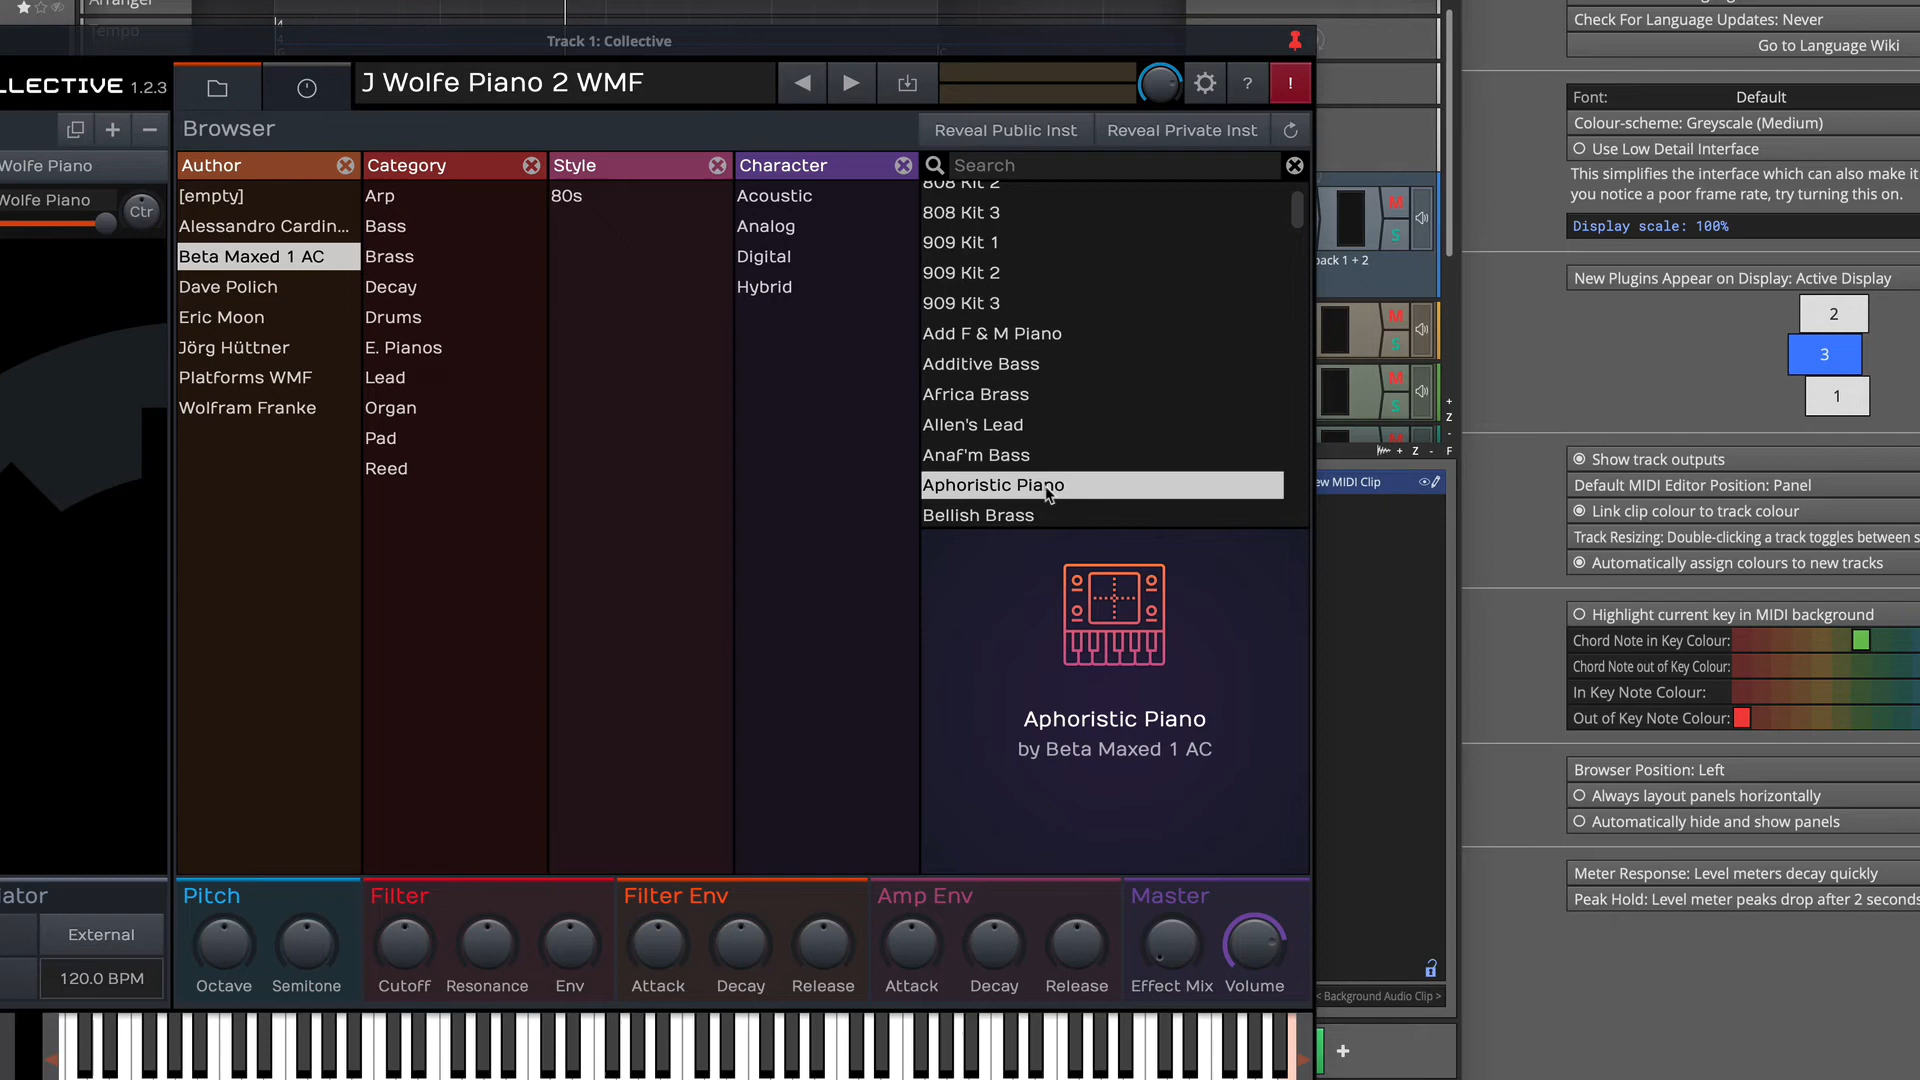 Arranger
Tempo
4
Track 1: Collective
LLECTIVE 1.2.3
J Wolfe Piano 2 WMF
?
!
Browser
Reveal Public Inst
Reveal Private Inst
Wolfe Piano
Wolfe Piano
Ctr
Author
[empty]
Alessandro Cardin...
Beta Maxed 1 AC
Dave Polich
Eric Moon
Jörg Hüttner
Platforms WMF
Wolfram Franke
Category
Arp
Bass
Brass
Decay
Drums
E. Pianos
Lead
Organ
Pad
Reed
Style
80s
Character
Acoustic
Analog
Digital
Hybrid
Search
808 Kit 2
808 Kit 3
909 Kit 1
909 Kit 2
909 Kit 3
Add F & M Piano
Additive Bass
Africa Brass
Allen's Lead
Anaf'm Bass
Aphoristic Piano
Bellish Brass
Aphoristic Piano
by Beta Maxed 1 AC
iator
External
120.0 BPM
Pitch
Octave
Semitone
Filter
Cutoff
Resonance
Env
Filter Env
Attack
Decay
Release
Amp Env
Attack
Decay
Release
Master
Effect Mix
Volume
M
S
pack 1 + 2
M
S
M
S
M
+
Z
-
+ Z - F
ew MIDI Clip
< Background Audio Clip >
+
Check For Language Updates: Never
Go to Language Wiki
Font:
Default
Colour-scheme: Greyscale (Medium)
Use Low Detail Interface
This simplifies the interface which can also make it
you notice a poor frame rate, try turning this on.
Display scale: 100%
New Plugins Appear on Display: Active Display
2
3
1
Show track outputs
Default MIDI Editor Position: Panel
Link clip colour to track colour
Track Resizing: Double-clicking a track toggles between s
Automatically assign colours to new tracks
Highlight current key in MIDI background
Chord Note in Key Colour:
Chord Note out of Key Colour:
In Key Note Colour:
Out of Key Note Colour:
Browser Position: Left
Always layout panels horizontally
Automatically hide and show panels
Meter Response: Level meters decay quickly
Peak Hold: Level meter peaks drop after 2 seconds